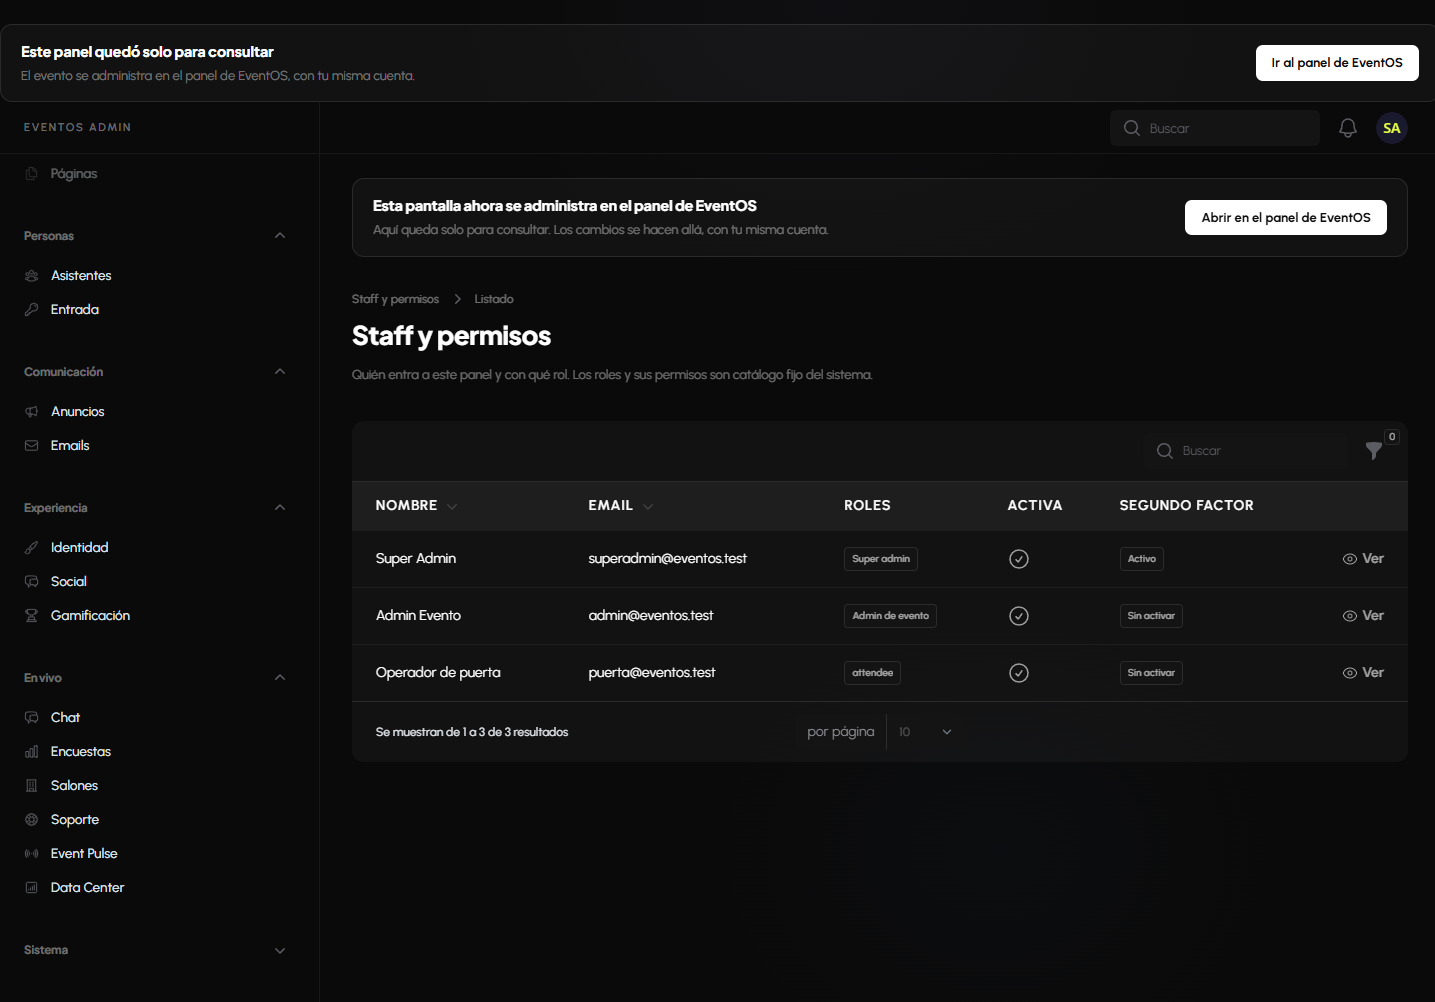 Este panel quedó solo para consultar
El evento se administra en el panel de EventOS, con tu misma cuenta.
Ir al panel de EventOS
EVENTOS ADMIN
Buscar
SA
Páginas
Personas
Asistentes
Entrada
Comunicación
Anuncios
Emails
Experiencia
Identidad
Social
Gamificación
En vivo
Chat
Encuestas
Salones
Soporte
Event Pulse
Data Center
Sistema
Esta pantalla ahora se administra en el panel de EventOS
Aquí queda solo para consultar. Los cambios se hacen allá, con tu misma cuenta.
Abrir en el panel de EventOS
Staff y permisos > Listado
Staff y permisos
Quién entra a este panel y con qué rol. Los roles y sus permisos son catálogo fijo del sistema.
Buscar
0
NOMBRE EMAIL ROLES ACTIVA SEGUNDO FACTOR
Super Admin superadmin@eventos.test Super admin Activo Ver
Admin Evento admin@eventos.test Admin de evento Sin activar Ver
Operador de puerta puerta@eventos.test attendee Sin activar Ver
Se muestran de 1 a 3 de 3 resultados por página 10